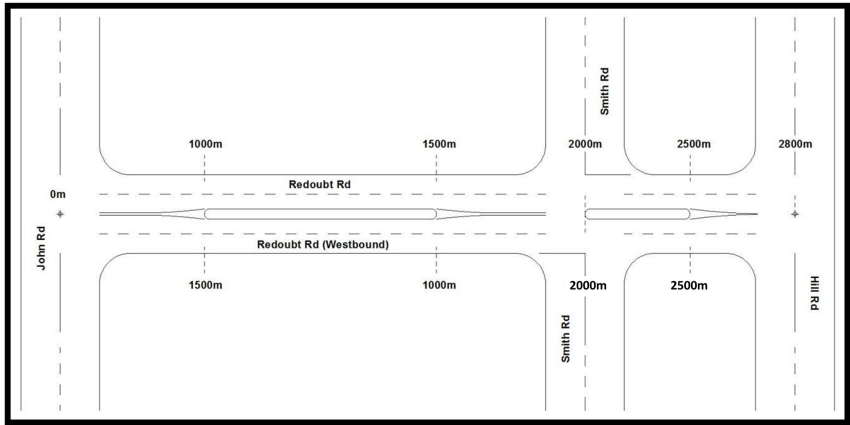 Smith Rd
1000m
1500m
2000m
2500m
2800m
Redoubt Rd
0m
John Rd
Redoubt Rd (Westbound)
1500m
1000m
2000m
2500m
Hill Rd
Smith Rd